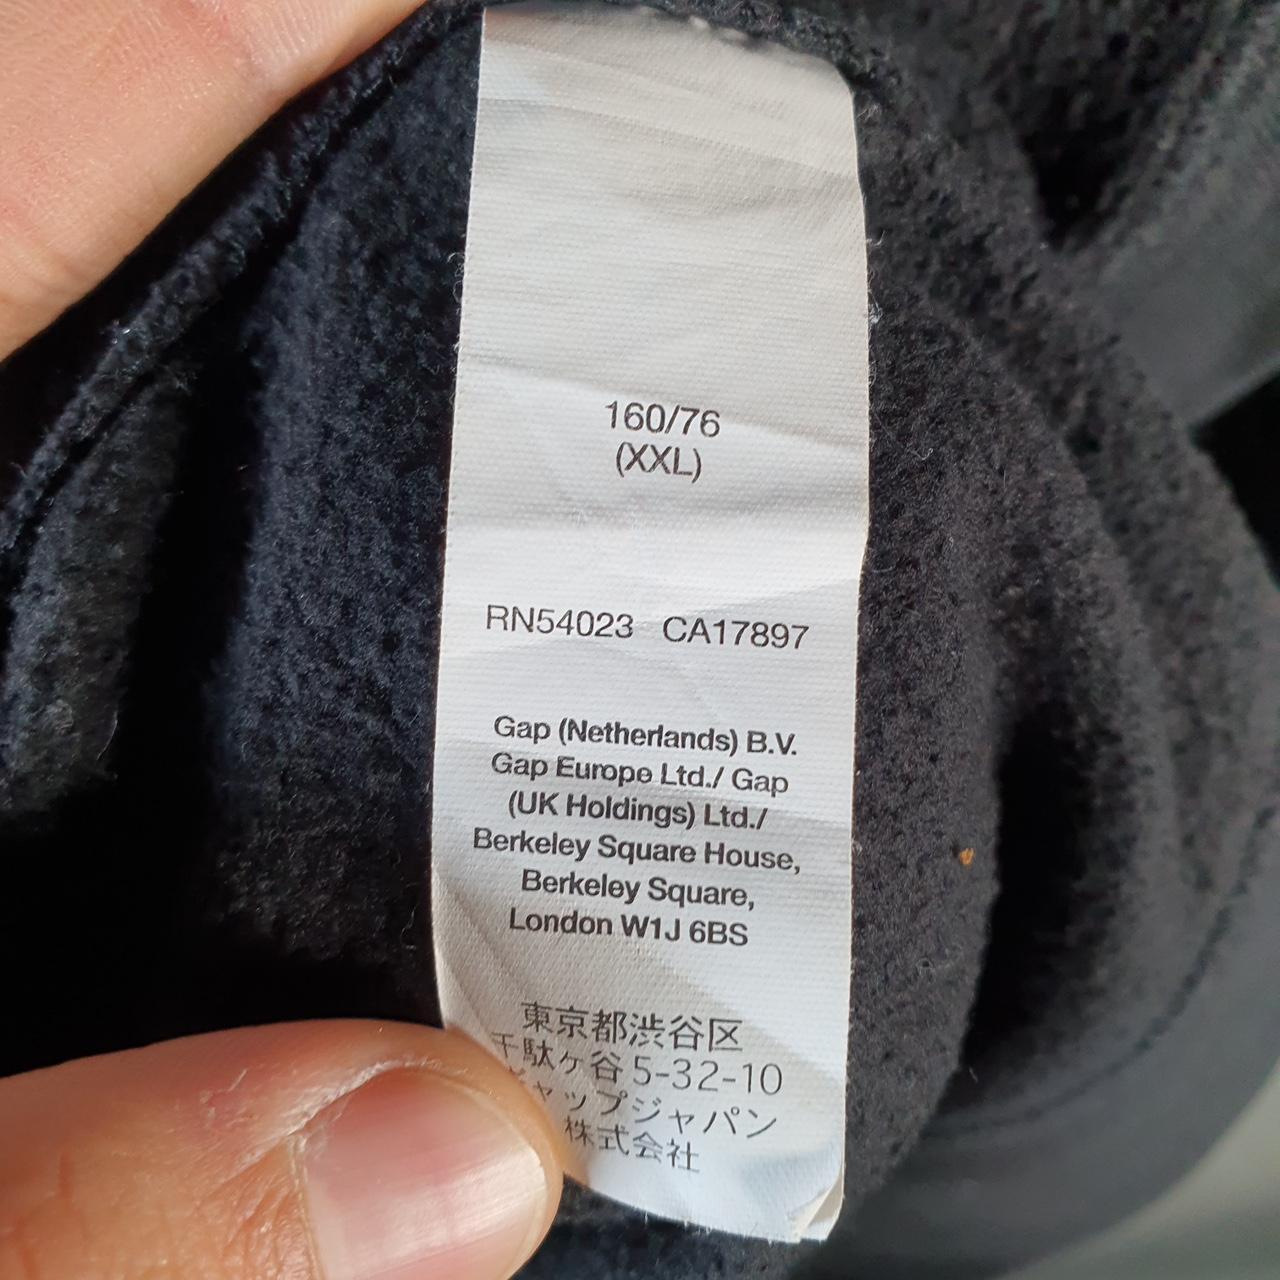 160/76
(XXL)
RN54023 CA17897
Gap (Netherlands) B.V.
Gap Europe Ltd./ Gap
(UK Holdings) Ltd./
Berkeley Square House,
Berkeley Square,
London W1J 6BS
東京都渋谷区
千駄ケ谷5-32-10
ギャップジャパン
株式会社